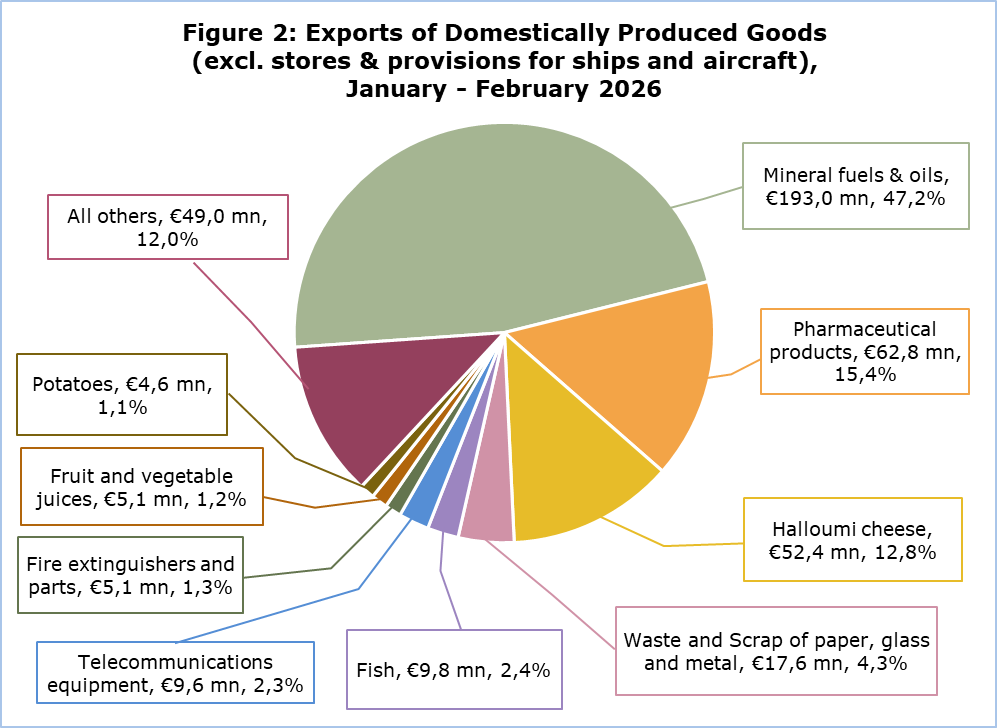 Figure 2: Exports of Domestically Produced Goods
(excl. stores & provisions for ships and aircraft),
January - February 2026
Mineral fuels & oils,
€193,0 mn, 47,2%
Pharmaceutical
products, €62,8 mn,
15,4%
Halloumi cheese,
€52,4 mn, 12,8%
Waste and Scrap of paper, glass
and metal, €17,6 mn, 4,3%
Fish, €9,8 mn, 2,4%
Telecommunications
equipment, €9,6 mn, 2,3%
Fire extinguishers and
parts, €5,1 mn, 1,3%
Fruit and vegetable
juices, €5,1 mn, 1,2%
Potatoes, €4,6 mn,
1,1%
All others, €49,0 mn,
12,0%